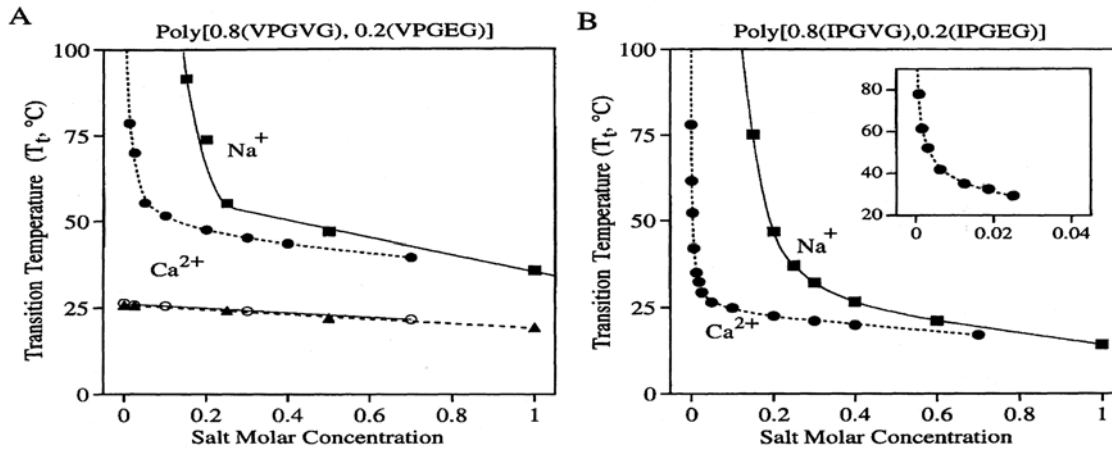 A
Poly[0.8(VPGVG), 0.2(VPGEG)]
Transition Temperature (Tt, °C)
100
75
50
25
0
Na+
Ca2+
0
0.2
0.4
0.6
0.8
1
Salt Molar Concentration
B
Poly[0.8(IPGVG),0.2(IPGEG)]
Transition Temperature (Tt, °C)
100
75
50
25
0
80
60
40
20
0
0.02
0.04
Na+
Ca2+
0
0.2
0.4
0.6
0.8
1
Salt Molar Concentration